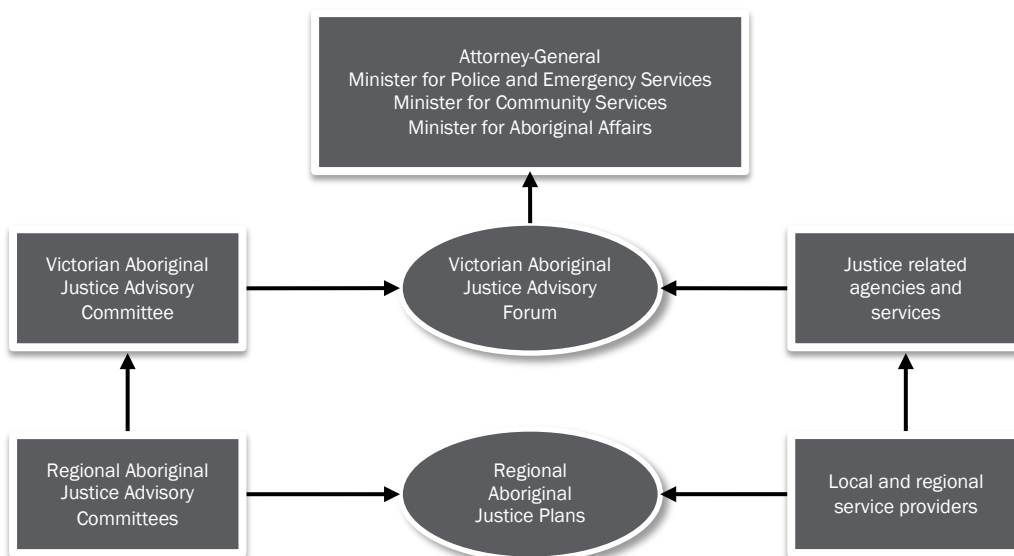 Attorney-General
Minister for Police and Emergency Services
Minister for Community Services
Minister for Aboriginal Affairs
Victorian Aboriginal
Justice Advisory
Committee
Victorian Aboriginal
Justice Advisory
Forum
Justice related
agencies and
services
Regional Aboriginal
Justice Advisory
Committees
Regional
Aboriginal
Justice Plans
Local and regional
service providers